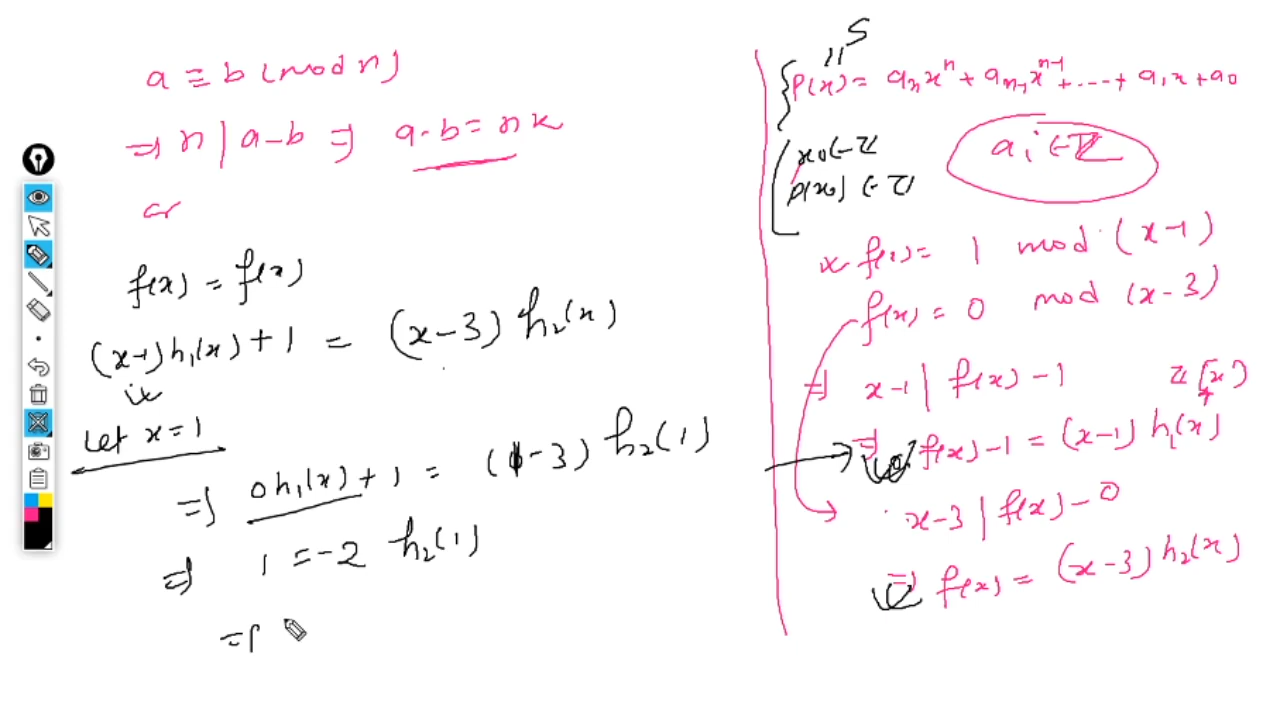 a ≡ b (mod n)
⇒ n | a-b ⇒ a-b = nk
or
f(x) = f(x)
(x-1)h₁(x) + 1 = (x-3) h₂(x)
Let x = 1
⇒ 0h₁(x) + 1 = (1-3) h₂(1)
⇒ 1 = -2 h₂(1)
⇒
S
P(x) = aₙxⁿ + aₙ₋₁xⁿ⁻¹ + ---- + a₁x + a₀
x₀ ∈ ℤ
aᵢ ∈ ℤ
p(x₀) ∈ ℤ
f(x) = 1 mod (x-1)
f(x) = 0 mod (x-3)
⇒ x-1 | f(x) - 1
ℤ[x]
⇒ f(x) - 1 = (x-1) h₁(x)
x-3 | f(x) - 0
⇒ f(x) = (x-3) h₂(x)